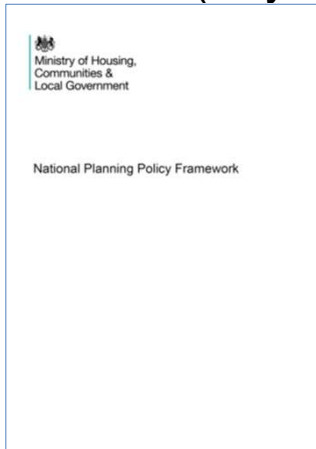 Ministry of Housing,
Communities &
Local Government
National Planning Policy Framework